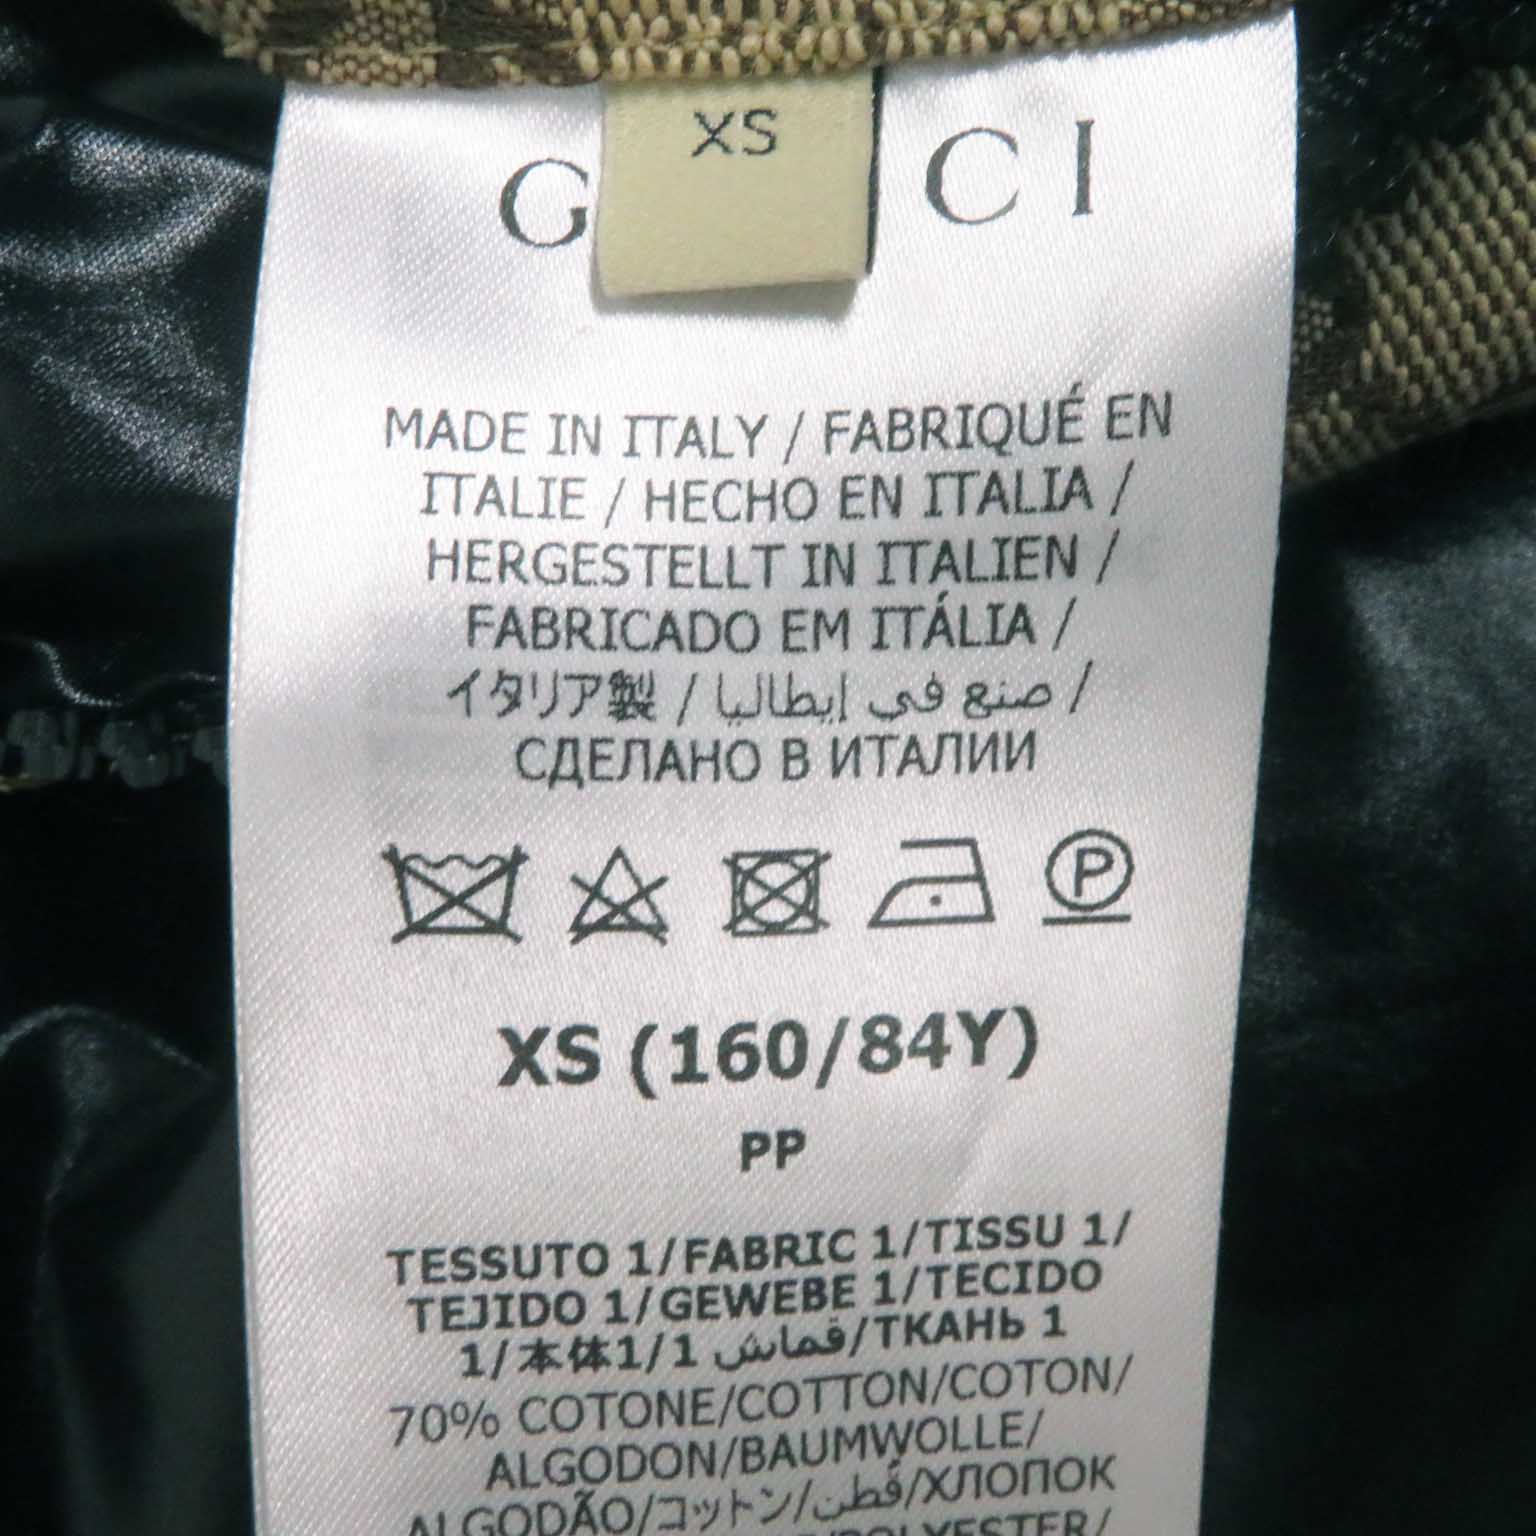 XS
G CI
MADE IN ITALY / FABRIQUÉ EN
ITALIE / HECHO EN ITALIA /
HERGESTELLT IN ITALIEN /
FABRICADO EM ITÁLIA /
イタリア製 / صنع في إيطاليا /
СДЕЛАНО В ИТАЛИИ
P
XS (160/84Y)
PP
TESSUTO 1/FABRIC 1/TISSU 1/
TEJIDO 1/GEWEBE 1/TECIDO
1/本体1/1 قماش/ТКАНЬ 1
70% COTONE/COTTON/COTON/
ALGODON/BAUMWOLLE/
ALGODÃO/コットン/قطن/ХЛОПОК
/POLYESTER/